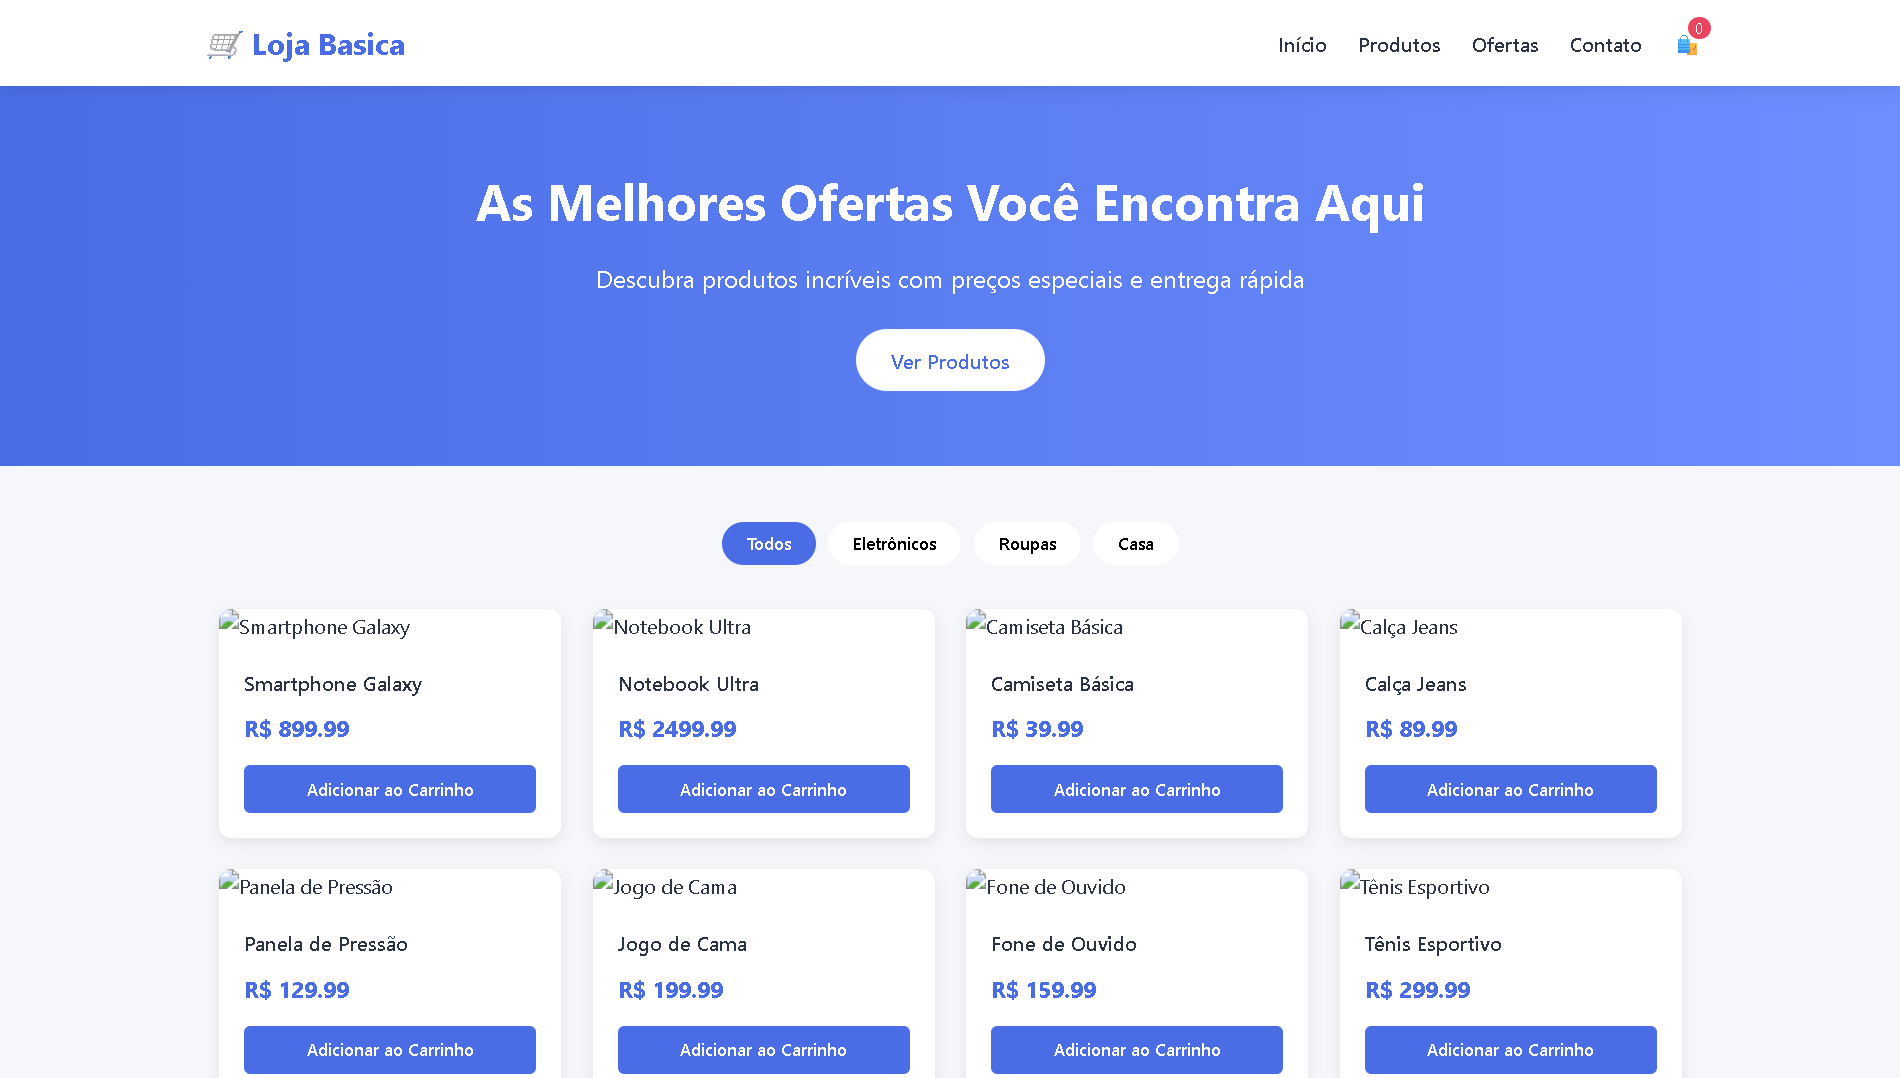 Loja Basica
Início Produtos Ofertas Contato 0
As Melhores Ofertas Você Encontra Aqui
Descubra produtos incríveis com preços especiais e entrega rápida
Ver Produtos
Todos Eletrônicos Roupas Casa
Smartphone Galaxy Notebook Ultra Camiseta Básica Calça Jeans
Smartphone Galaxy Notebook Ultra Camiseta Básica Calça Jeans
R$ 899.99 R$ 2499.99 R$ 39.99 R$ 89.99
Adicionar ao Carrinho Adicionar ao Carrinho Adicionar ao Carrinho Adicionar ao Carrinho
Panela de Pressão Jogo de Cama Fone de Ouvido Tênis Esportivo
Panela de Pressão Jogo de Cama Fone de Ouvido Tênis Esportivo
R$ 129.99 R$ 199.99 R$ 159.99 R$ 299.99
Adicionar ao Carrinho Adicionar ao Carrinho Adicionar ao Carrinho Adicionar ao Carrinho